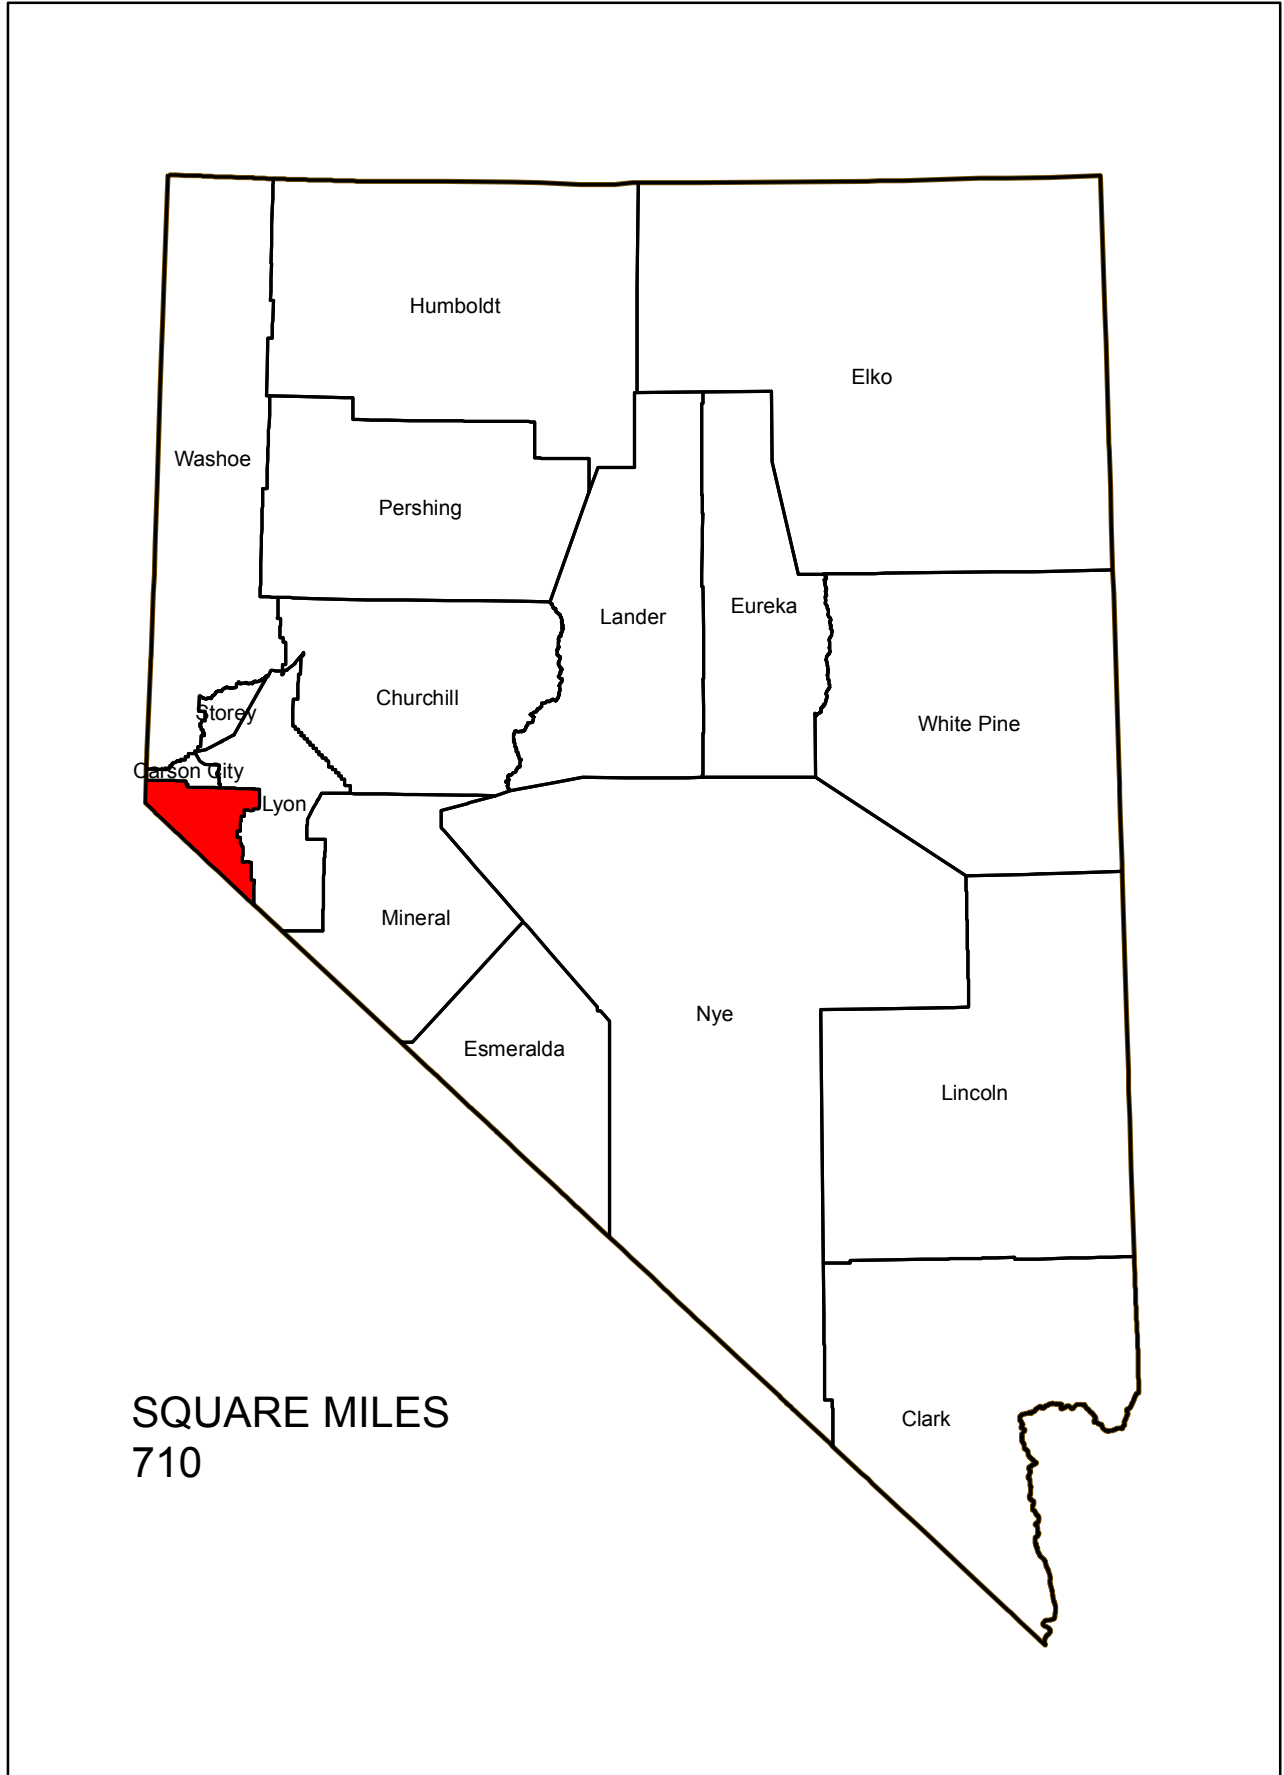 Humboldt
Elko
Washoe
Pershing
Eureka
Lander
Churchill
Storey
White Pine
Carson City
Lyon
Mineral
Nye
Esmeralda
Lincoln
SQUARE MILES
710
Clark